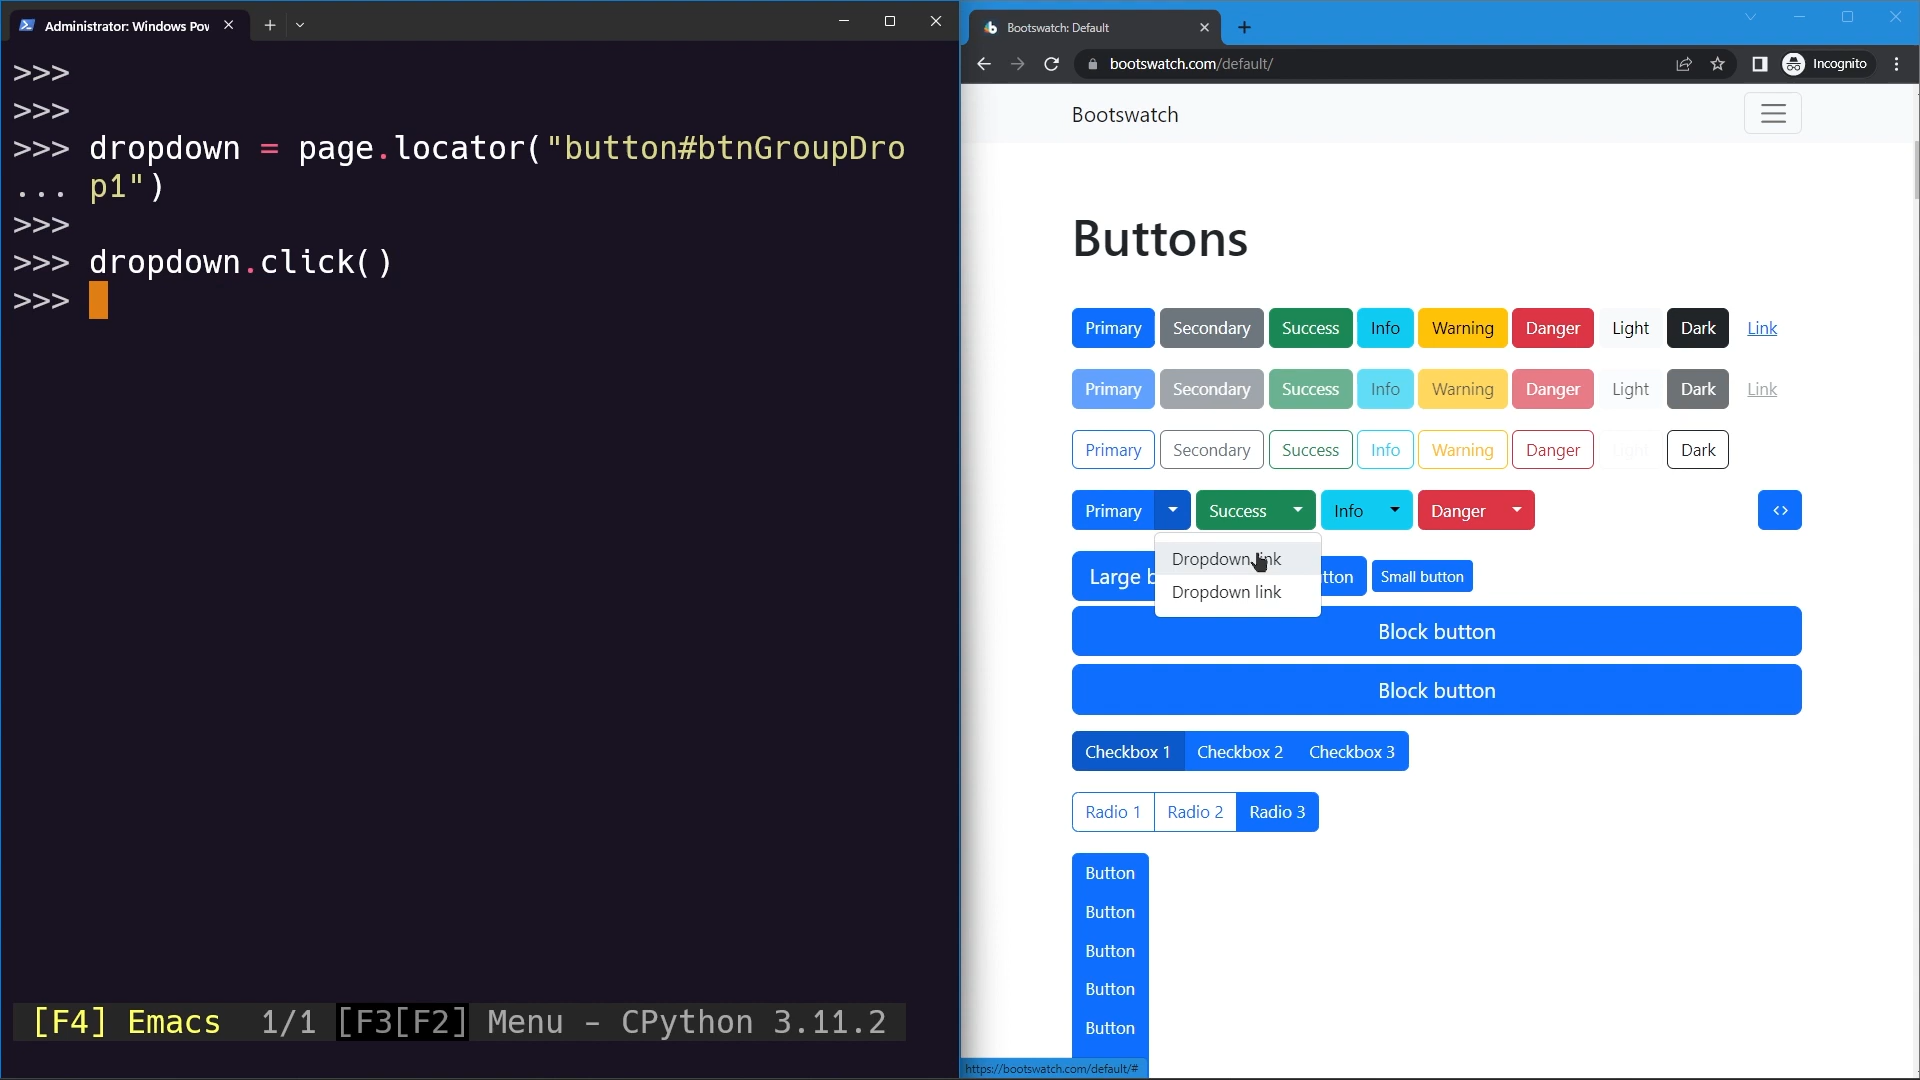 Administrator: Windows Pow
>>>
>>>
>>> dropdown = page.locator("button#btnGroupDro
... p1")
>>>
>>> dropdown.click()
>>>
[F4] Emacs 1/1 [F3[F2] Menu - CPython 3.11.2
Bootswatch: Default
bootswatch.com/default/
Incognito
Bootswatch
Buttons
Primary Secondary Success Info Warning Danger Light Dark Link
Primary Secondary Success Info Warning Danger Light Dark Link
Primary Secondary Success Info Warning Danger Light Dark
Primary Success Info Danger <>
Dropdown link
Dropdown link
Large b tton Small button
Block button
Block button
Checkbox 1 Checkbox 2 Checkbox 3
Radio 1 Radio 2 Radio 3
Button
Button
Button
Button
Button
https://bootswatch.com/default/#